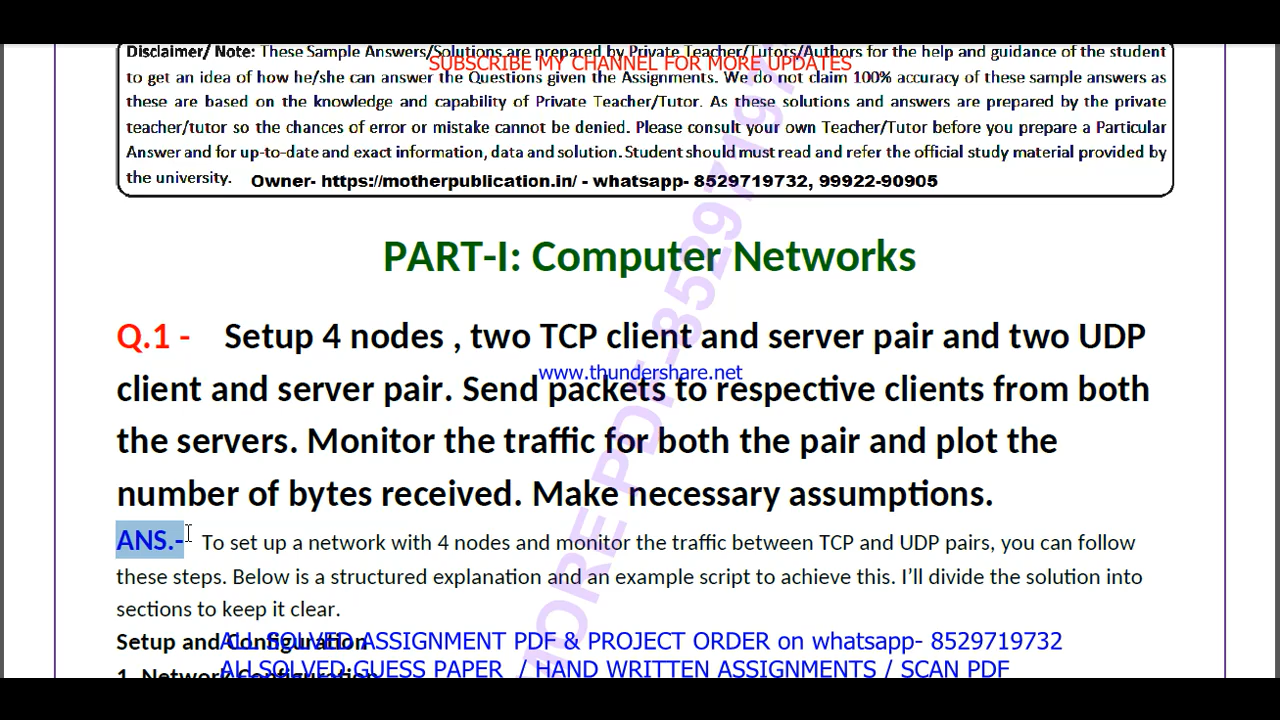 Disclaimer/ Note: These Sample Answers/Solutions are prepared by Private Teacher/Tutors/Authors for the help and guidance of the student
SUBSCRIBE MY CHANNEL FOR MORE UPDATES
to get an idea of how he/she can answer the Questions given the Assignments. We do not claim 100% accuracy of these sample answers as
these are based on the knowledge and capability of Private Teacher/Tutor. As these solutions and answers are prepared by the private
teacher/tutor so the chances of error or mistake cannot be denied. Please consult your own Teacher/Tutor before you prepare a Particular
Answer and for up-to-date and exact information, data and solution. Student should must read and refer the official study material provided by
the university. Owner- https://motherpublication.in/ - whatsapp- 8529719732, 99922-90905
PART-I: Computer Networks
Q.1 - Setup 4 nodes , two TCP client and server pair and two UDP
www.thundershare.net
client and server pair. Send packets to respective clients from both
the servers. Monitor the traffic for both the pair and plot the
number of bytes received. Make necessary assumptions.
ANS.- To set up a network with 4 nodes and monitor the traffic between TCP and UDP pairs, you can follow
these steps. Below is a structured explanation and an example script to achieve this. I'll divide the solution into
sections to keep it clear.
Setup and Configuration
ALL SOLVED ASSIGNMENT PDF & PROJECT ORDER on whatsapp- 8529719732
1. Network Configuration
ALL SOLVED GUESS PAPER / HAND WRITTEN ASSIGNMENTS / SCAN PDF
ORE PDF-85297197